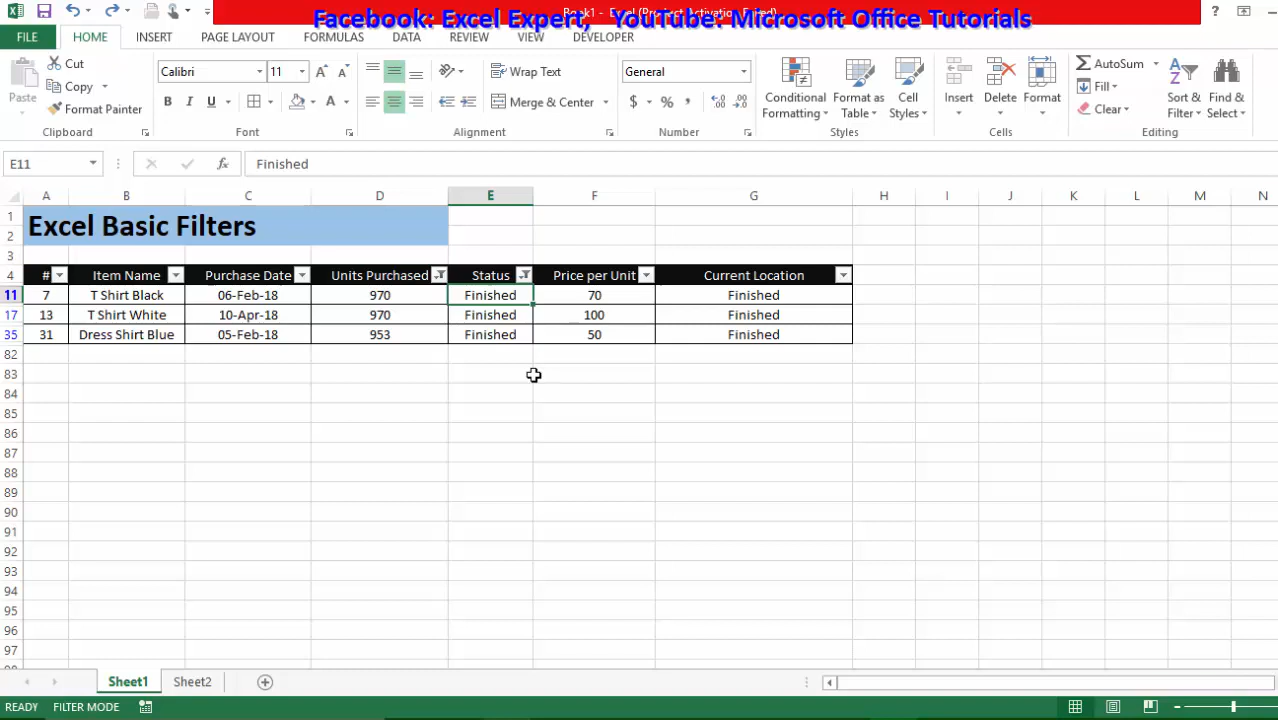 Book1 - Excel (Product Activation Failed)
Facebook: Excel Expert, YouTube: Microsoft Office Tutorials
FILE HOME INSERT PAGE LAYOUT FORMULAS DATA REVIEW VIEW DEVELOPER
Paste
Cut
Copy
Format Painter
Clipboard
Calibri 11
B I U
Font
Wrap Text
Merge & Center
Alignment
General
$ % ,
Number
Conditional Formatting
Format as Table
Cell Styles
Styles
Insert Delete Format
Cells
AutoSum
Fill
Clear
Sort & Filter
Find & Select
Editing
E11 fx Finished
A B C D E F G H I J K L M N
1 Excel Basic Filters
2
3
4 # Item Name Purchase Date Units Purchased Status Price per Unit Current Location
11 7 T Shirt Black 06-Feb-18 970 Finished 70 Finished
17 13 T Shirt White 10-Apr-18 970 Finished 100 Finished
35 31 Dress Shirt Blue 05-Feb-18 953 Finished 50 Finished
82
83
84
85
86
87
88
89
90
91
92
93
94
95
96
97
Sheet1 Sheet2
READY FILTER MODE